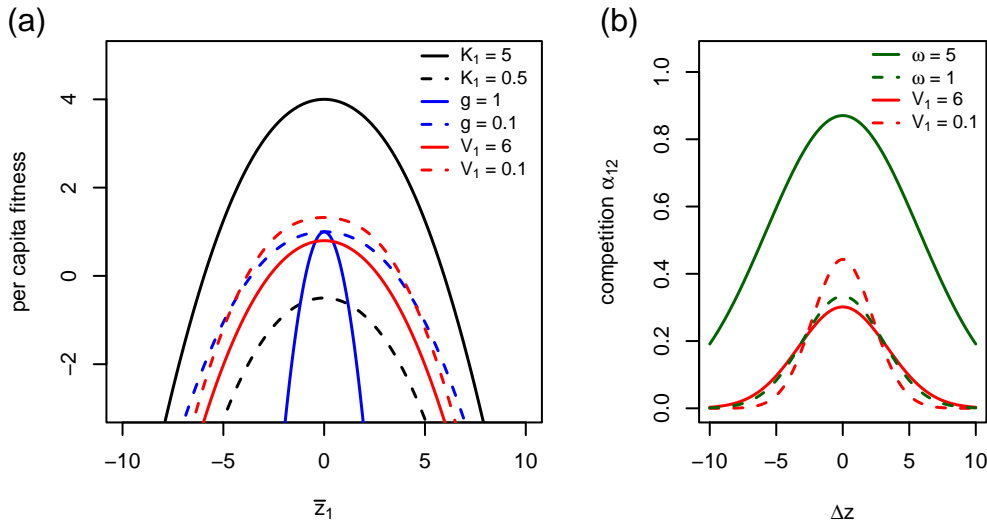 (a)
K₁ = 5
K₁ = 0.5
g = 1
g = 0.1
V₁ = 6
V₁ = 0.1
per capita fitness
4
2
0
−2
−10 −5 0 5 10
z̅₁
(b)
ω = 5
ω = 1
V₁ = 6
V₁ = 0.1
competition α₁₂
1.0
0.8
0.6
0.4
0.2
0.0
−10 −5 0 5 10
Δz